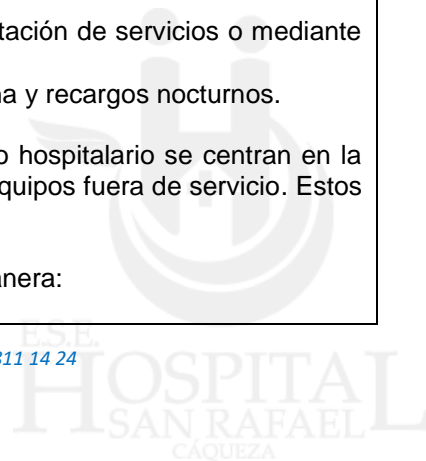 tación de servicios o mediante
na y recargos nocturnos.
o hospitalario se centran en la
quipos fuera de servicio. Estos
anera:
311 14 24
E.S.E.
HOSPITAL
SAN RAFAEL
CÁQUEZA